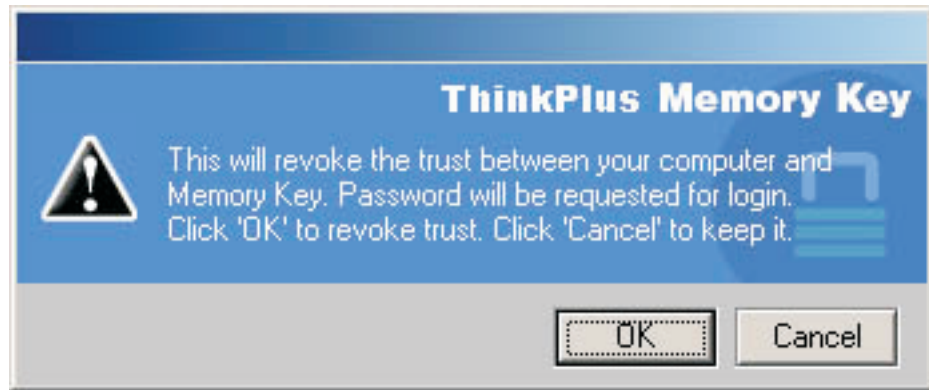 ThinkPlus Memory Key
This will revoke the trust between your computer and
Memory Key. Password will be requested for login.
Click 'OK' to revoke trust. Click 'Cancel' to keep it.
OK
Cancel